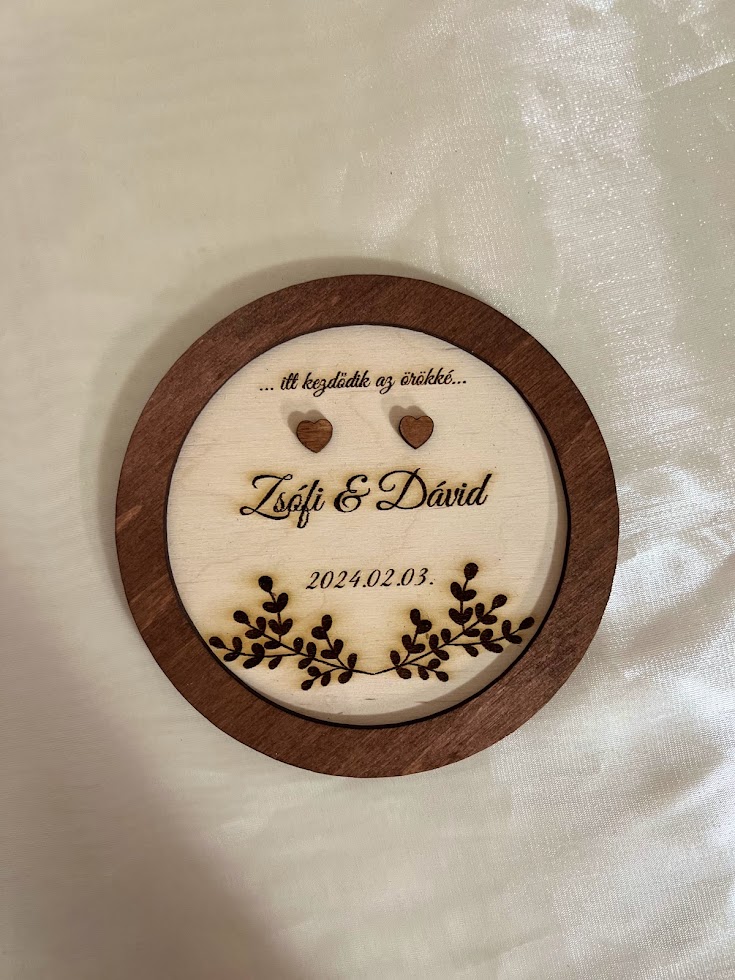 ... itt kezdődik az örökké...
Zsófi & Dávid
2024.02.03.